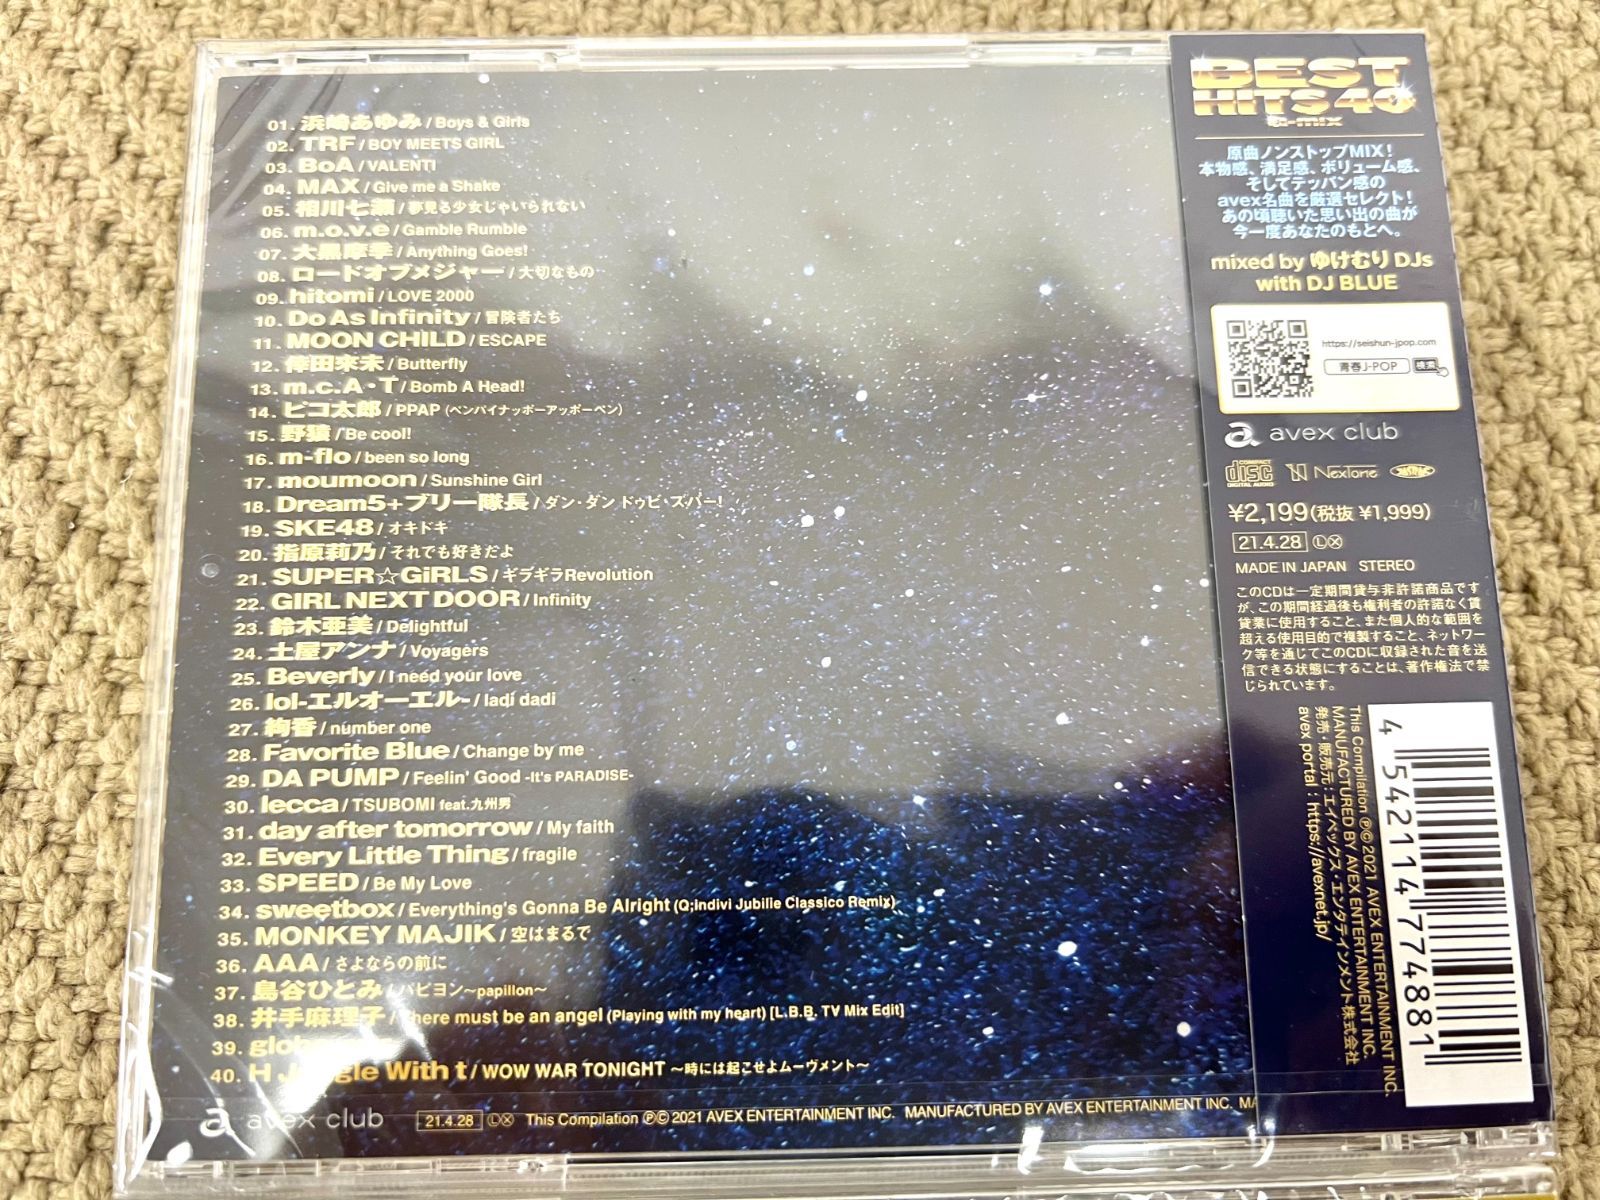 01. 浜崎あゆみ / Boys & Girls
02. TRF / BOY MEETS GIRL
03. BoA / VALENTI
04. MAX / Give me a Shake
05. 相川七瀬 / 夢見る少女じゃいられない
06. m.o.v.e / Gamble Rumble
07. 大黒摩季 / Anything Goes!
08. ロードオブメジャー / 大切なもの
09. hitomi / LOVE 2000
10. Do As Infinity / 冒険者たち
11. MOON CHILD / ESCAPE
12. 倖田來未 / Butterfly
13. m.c.A・T / Bomb A Head!
14. ピコ太郎 / PPAP (ペンパイナッポーアッポーペン)
15. 野猿 / Be cool!
16. m-flo / been so long
17. moumoon / Sunshine Girl
18. Dream5+ブリー隊長 / ダン・ダン ドゥビ・ズバー!
19. SKE48 / オキドキ
20. 指原莉乃 / それでも好きだよ
21. SUPER☆GiRLS / ギラギラRevolution
22. GIRL NEXT DOOR / Infinity
23. 鈴木亜美 / Delightful
24. 土屋アンナ / Voyagers
25. Beverly / I need your love
26. lol-エルオーエル- / ladi dadi
27. 絢香 / number one
28. Favorite Blue / Change by me
29. DA PUMP / Feelin' Good -It's PARADISE-
30. lecca / TSUBOMI feat.九州男
31. day after tomorrow / My faith
32. Every Little Thing / fragile
33. SPEED / Be My Love
34. sweetbox / Everything's Gonna Be Alright (Q;indivi Jubilie Classico Remix)
35. MONKEY MAJIK / 空はまるで
36. AAA / さよならの前に
37. 島谷ひとみ / パピヨン～papillon～
38. 井手麻理子 / There must be an angel (Playing with my heart) [L.B.B. TV Mix Edit]
39.
40. H Jungle With t / WOW WAR TONIGHT ～時には起こせよムーヴメント～
avex club 21.4.28 Ⓛⓧ This Compilation ℗© 2021 AVEX ENTERTAINMENT INC. MANUFACTURED BY AVEX ENTERTAINMENT INC. MA
BEST
HITS 40
a-mix
原曲ノンストップMIX!
本物感、満足感、ボリューム感、
そしてテッパン感の
avex名曲を厳選セレクト!
あの頃聴いた思い出の曲が
今一度あなたのもとへ。
mixed by ゆけむり DJs
with DJ BLUE
https://seishun-jpop.com
青春J-POP 検索
avex club
COMPACT disc DIGITAL AUDIO NexTone JASRAC
¥2,199(税抜 ¥1,999)
21.4.28 Ⓛⓧ
MADE IN JAPAN STEREO
このCDは一定期間貸与非許諾商品です
が、この期間経過後も権利者の許諾なく賃
貸業に使用すること、また個人的な範囲を
超える使用目的で複製すること、ネットワー
ク等を通じてこのCDに収録された音を送
信できる状態にすることは、著作権法で禁
じられています。
This Compilation ℗© 2021 AVEX ENTERTAINMENT INC.
MANUFACTURED BY AVEX ENTERTAINMENT INC.
発売・販売元：エイベックス・エンタテインメント株式会社
avex portal : https://avexnet.jp/
4 542114 774881